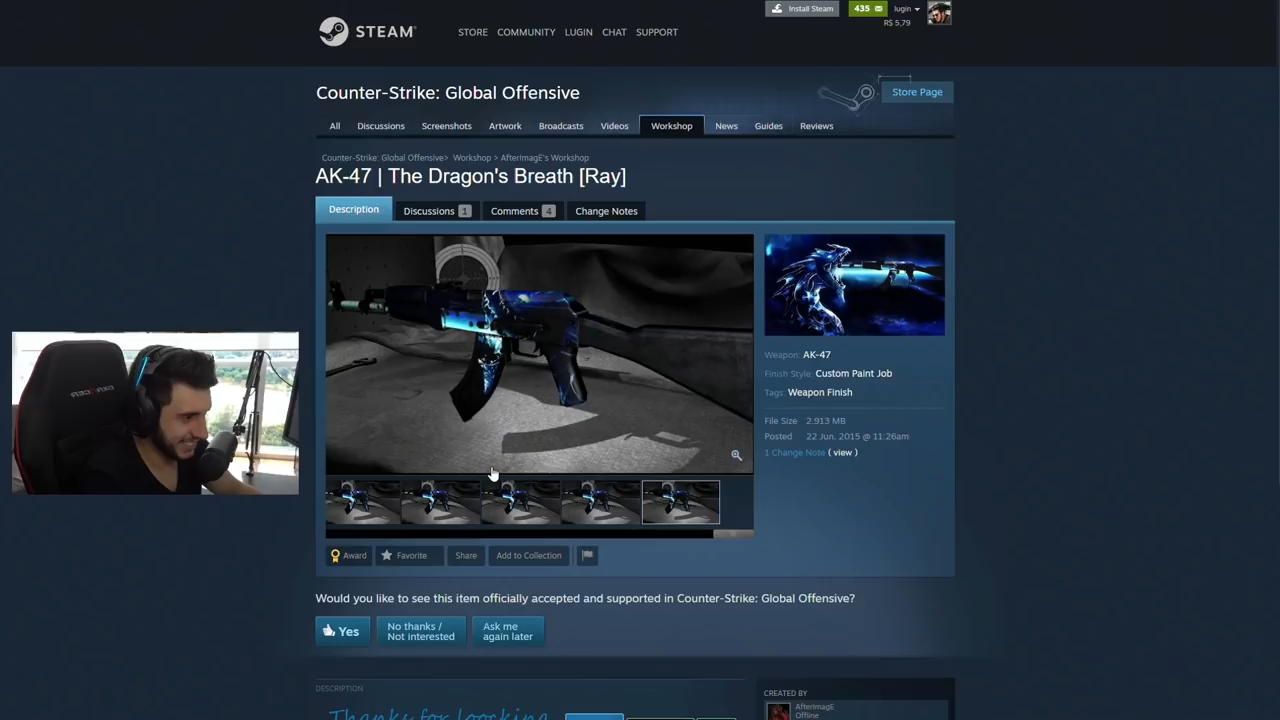 Install Steam
435
lugin
R$ 5,79
STEAM
STORE COMMUNITY LUGIN CHAT SUPPORT
Counter-Strike: Global Offensive
Store Page
All Discussions Screenshots Artwork Broadcasts Videos Workshop News Guides Reviews
Counter-Strike: Global Offensive> Workshop > AfterImagE's Workshop
AK-47 | The Dragon's Breath [Ray]
Description Discussions 1 Comments 4 Change Notes
Weapon: AK-47
Finish Style: Custom Paint Job
Tags: Weapon Finish
File Size 2.913 MB
Posted 22 Jun. 2015 @ 11:26am
1 Change Note ( view )
Award Favorite Share Add to Collection
Would you like to see this item officially accepted and supported in Counter-Strike: Global Offensive?
Yes
No thanks /
Not interested
Ask me
again later
DESCRIPTION
CREATED BY
AfterImagE
Offline
Thanks for loocking